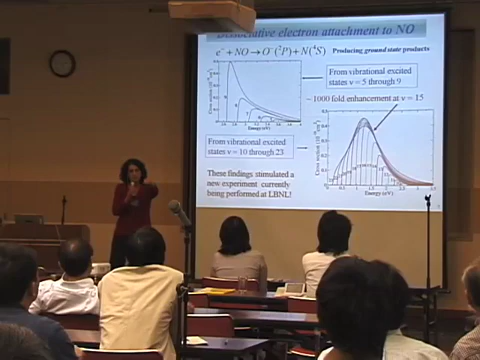 Dissociative electron attachment to NO
e⁻ + NO → O⁻(²P) + N(⁴S) Producing ground state products
From vibrational excited
states ν = 5 through 9
~ 1000 fold enhancement at ν = 15
Energy (eV)
From vibrational excited
states ν = 10 through 23
Energy (eV)
These findings stimulated a
new experiment currently
being performed at LBNL!